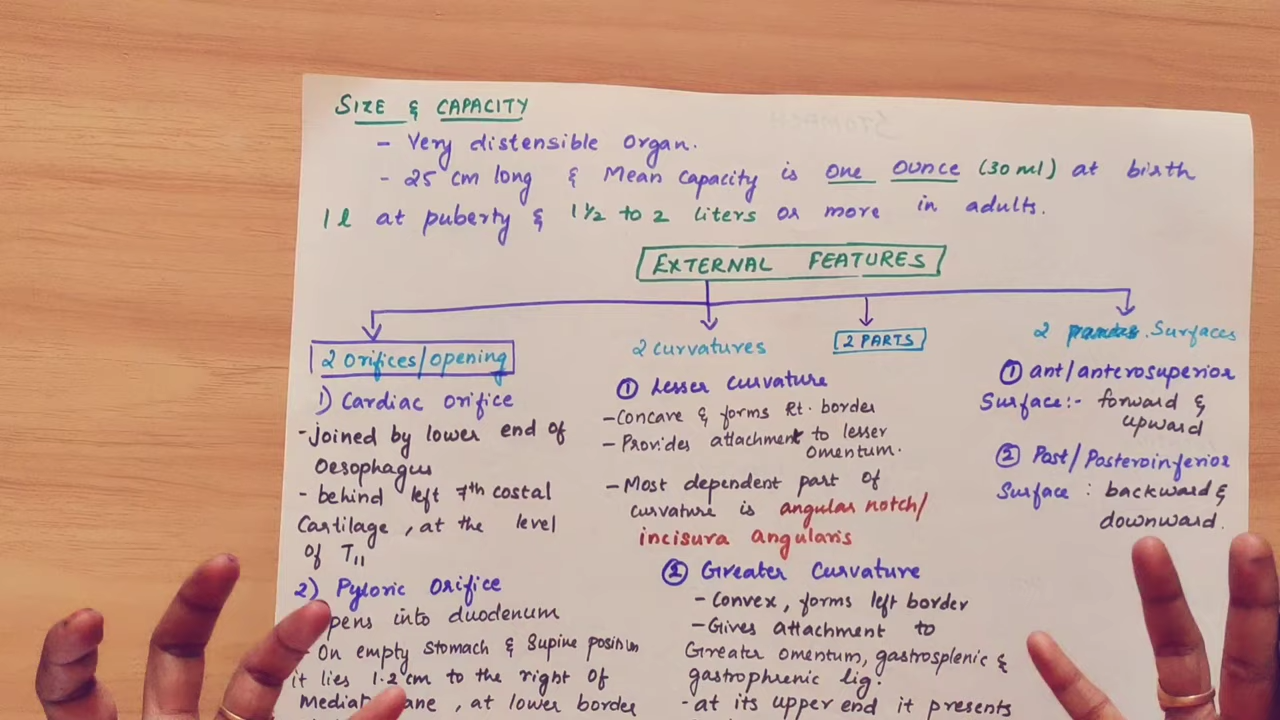 SIZE & CAPACITY
- Very distensible organ.
- 25 cm long & Mean capacity is one ounce (30 ml) at birth
1 l at puberty & 1½ to 2 liters or more in adults.
EXTERNAL FEATURES
2 Orifices/opening
1) Cardiac orifice
- Joined by lower end of
Oesophagus
- behind left 7th costal
Cartilage, at the level
of T11
2) Pyloric Orifice
pens into duodenum
- On empty Stomach & Supine position
it lies 1.2 cm to the right of
Median ane, at lower border
2 curvatures
① Lesser Curvature
- Concave & forms Rt. border
- Provides attachment to lesser
omentum.
- Most dependent part of
curvature is angular notch/
incisura angularis
② Greater Curvature
- Convex, forms left border
- Gives attachment to
Greater omentum, gastrosplenic &
gastrophrenic lig.
- at its upper end it presents
2 PARTS
2 Surfaces
① ant/anterosuperior
Surface:- forward &
upward
② Post/Posteroinferior
Surface : backward &
downward.